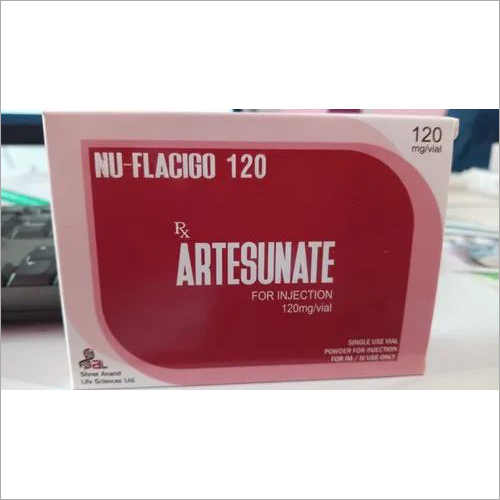 120
mg/vial
NU-FLACIGO 120
Rx
ARTESUNATE
FOR INJECTION
120mg/vial
SINGLE USE VIAL
POWDER FOR INJECTION
FOR IM / IV USE ONLY
SAL
Shree Anand
Life Sciences Ltd.